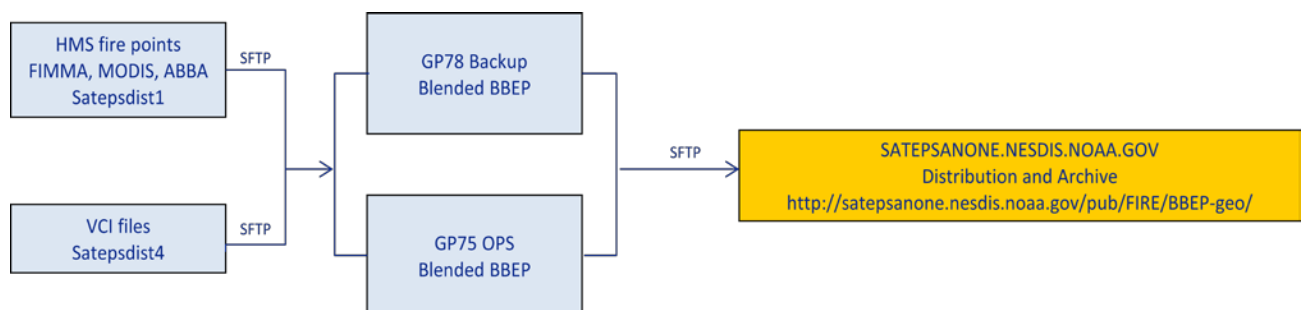 HMS fire points
FIMMA, MODIS, ABBA
Satepsdist1
SFTP
VCI files
Satepsdist4
SFTP
GP78 Backup
Blended BBEP
GP75 OPS
Blended BBEP
SFTP
SATEPSANONE.NESDIS.NOAA.GOV
Distribution and Archive
http://satepsanone.nesdis.noaa.gov/pub/FIRE/BBEP-geo/